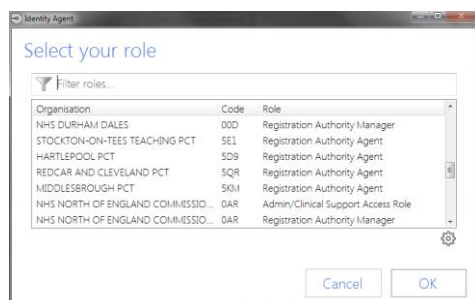 Identity Agent
Select your role
Filter roles...
Organisation Code Role
NHS DURHAM DALES 00D Registration Authority Manager
STOCKTON-ON-TEES TEACHING PCT 5E1 Registration Authority Agent
HARTLEPOOL PCT 5D9 Registration Authority Agent
REDCAR AND CLEVELAND PCT 5QR Registration Authority Agent
MIDDLESBROUGH PCT 5KM Registration Authority Agent
NHS NORTH OF ENGLAND COMMISSIO... 0AR Admin/Clinical Support Access Role
NHS NORTH OF ENGLAND COMMISSIO... 0AR Registration Authority Manager
Cancel OK